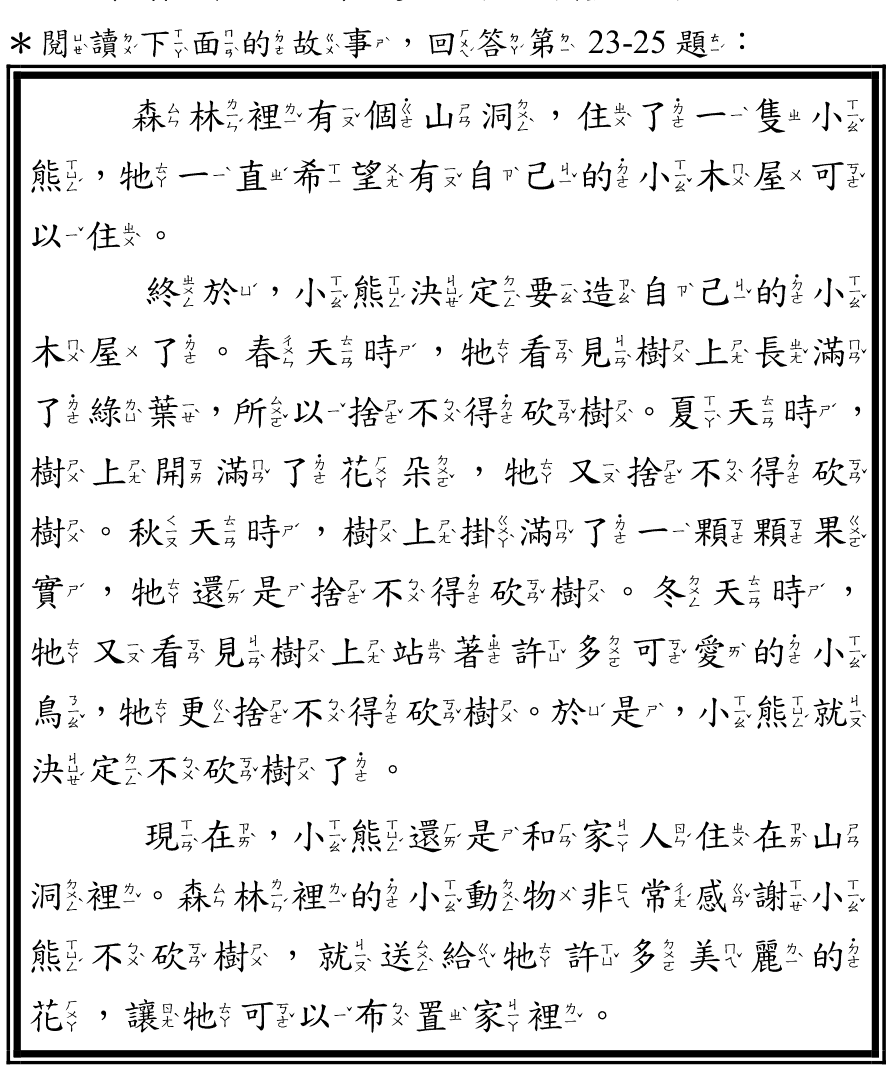 ＊閱讀下面的故事，回答第 23-25 題：
森林裡有個山洞，住了一隻小
熊，牠一直希望有自己的小木屋可
以住。
終於，小熊決定要造自己的小
木屋了。春天時，牠看見樹上長滿
了綠葉，所以捨不得砍樹。夏天時，
樹上開滿了花朵，牠又捨不得砍
樹。秋天時，樹上掛滿了一顆顆果
實，牠還是捨不得砍樹。冬天時，
牠又看見樹上站著許多可愛的小
鳥，牠更捨不得砍樹。於是，小熊就
決定不砍樹了。
現在，小熊還是和家人住在山
洞裡。森林裡的小動物非常感謝小
熊不砍樹，就送給牠許多美麗的
花，讓牠可以布置家裡。